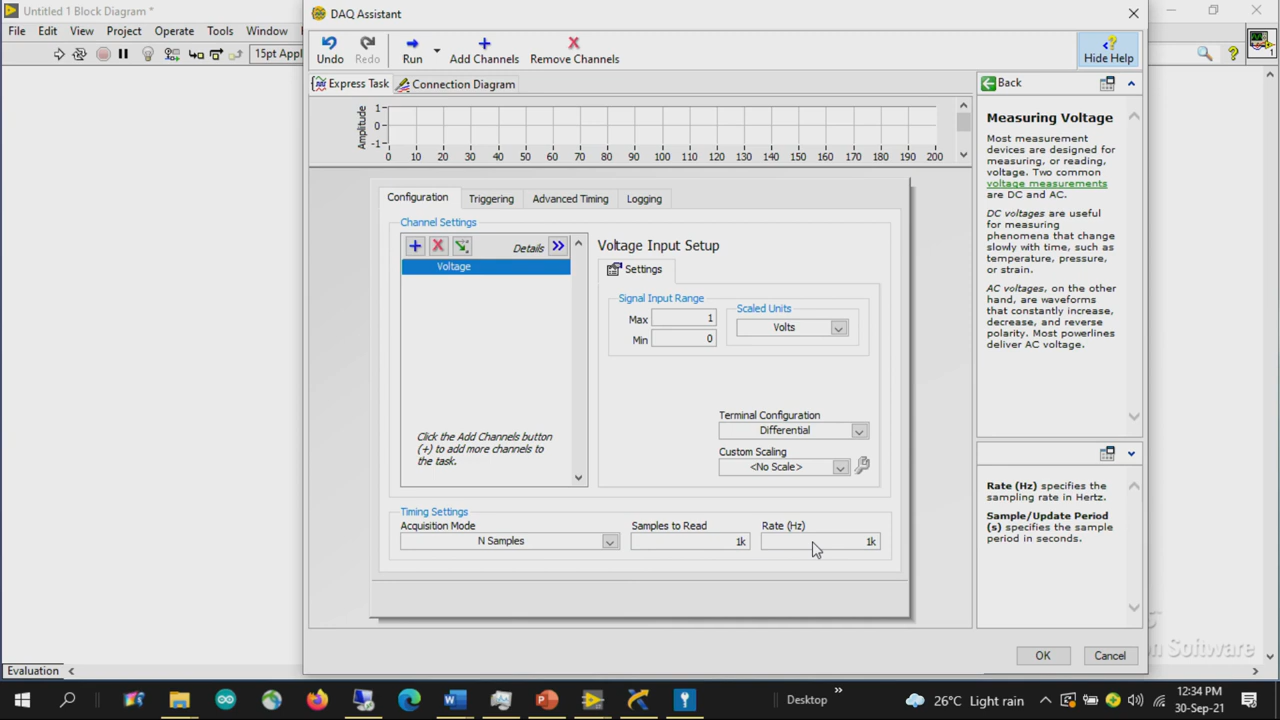 Untitled 1 Block Diagram *
File Edit View Project Operate Tools Window
15pt Appl
DAQ Assistant
Undo Redo Run Add Channels Remove Channels Hide Help
Express Task Connection Diagram
Amplitude
1
0
-1
0 10 20 30 40 50 60 70 80 90 100 110 120 130 140 150 160 170 180 190 200
Configuration Triggering Advanced Timing Logging
Channel Settings
Details
Voltage
Click the Add Channels button
(+) to add more channels to
the task.
Voltage Input Setup
Settings
Signal Input Range
Max 1
Min 0
Scaled Units
Volts
Terminal Configuration
Differential
Custom Scaling
<No Scale>
Timing Settings
Acquisition Mode Samples to Read Rate (Hz)
N Samples 1k 1k
Back
Measuring Voltage
Most measurement
devices are designed for
measuring, or reading,
voltage. Two common
voltage measurements
are DC and AC.
DC voltages are useful
for measuring
phenomena that change
slowly with time, such as
temperature, pressure,
or strain.
AC voltages, on the other
hand, are waveforms
that constantly increase,
decrease, and reverse
polarity. Most powerlines
deliver AC voltage.
Rate (Hz) specifies the
sampling rate in Hertz.
Sample/Update Period
(s) specifies the sample
period in seconds.
OK Cancel
Software
Evaluation
Desktop
26°C Light rain
12:34 PM
30-Sep-21